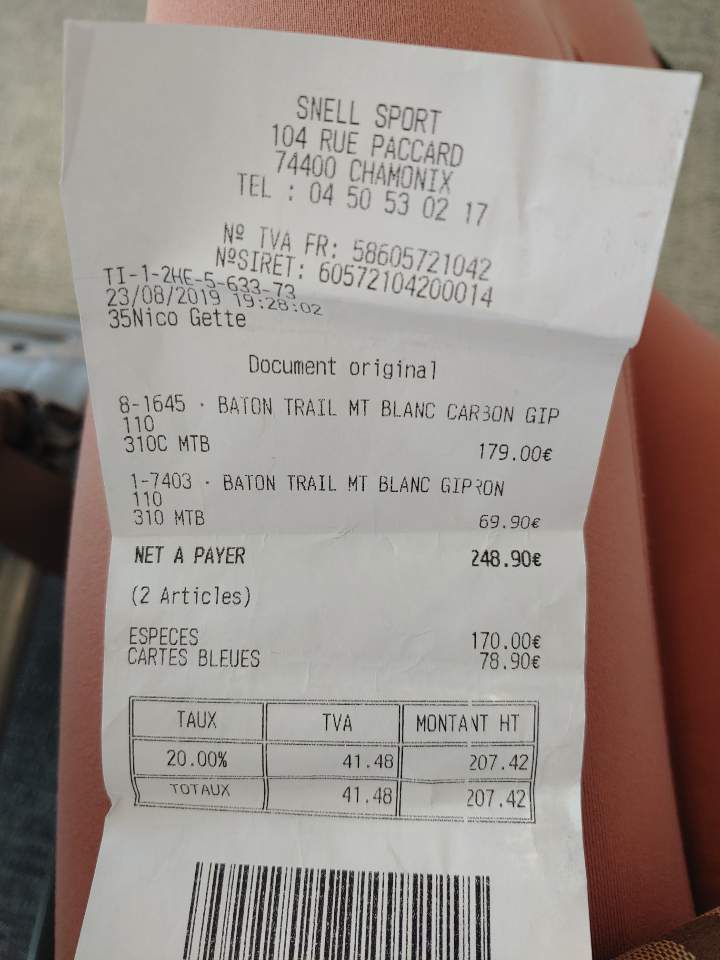 SNELL SPORT
104 RUE PACCARD
74400 CHAMONIX
TEL : 04 50 53 02 17
Nº TVA FR: 58605721042
NºSIRET: 60572104200014
TI-1-2HE-5-633-73
23/08/2019 19:28:02
35Nico Gette
Document original
8-1645 · BATON TRAIL MT BLANC CARBON GIP
110
310C MTB 179.00€
1-7403 · BATON TRAIL MT BLANC GIPRON
110
310 MTB 69.90€
NET A PAYER 248.90€
(2 Articles)
ESPECES 170.00€
CARTES BLEUES 78.90€
TAUX TVA MONTANT HT
20.00% 41.48 207.42
TOTAUX 41.48 207.42